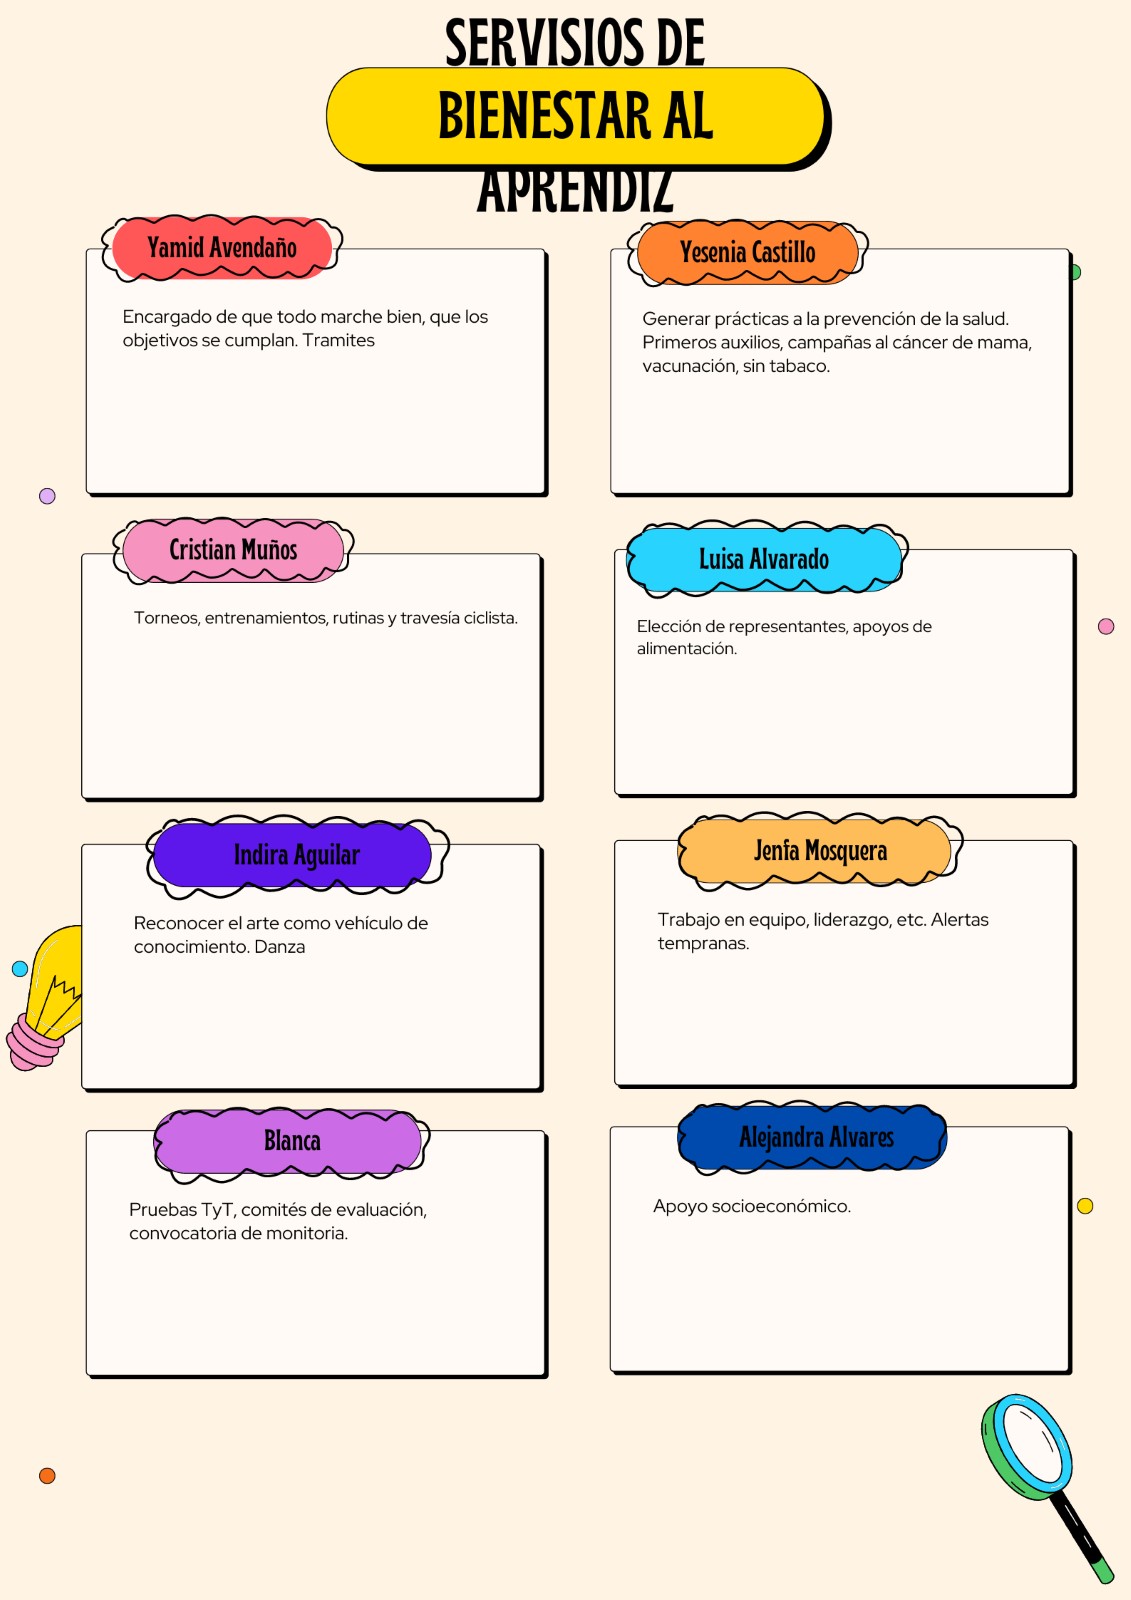 SERVISIOS DE
BIENESTAR AL
APRENDIZ
Yamid Avendaño
Encargado de que todo marche bien, que los
objetivos se cumplan. Tramites
Yesenia Castillo
Generar prácticas a la prevención de la salud.
Primeros auxilios, campañas al cáncer de mama,
vacunación, sin tabaco.
Cristian Muños
Torneos, entrenamientos, rutinas y travesía ciclista.
Luisa Alvarado
Elección de representantes, apoyos de
alimentación.
Indira Aguilar
Reconocer el arte como vehículo de
conocimiento. Danza
Jenfa Mosquera
Trabajo en equipo, liderazgo, etc. Alertas
tempranas.
Blanca
Pruebas TyT, comités de evaluación,
convocatoria de monitoria.
Alejandra Alvares
Apoyo socioeconómico.